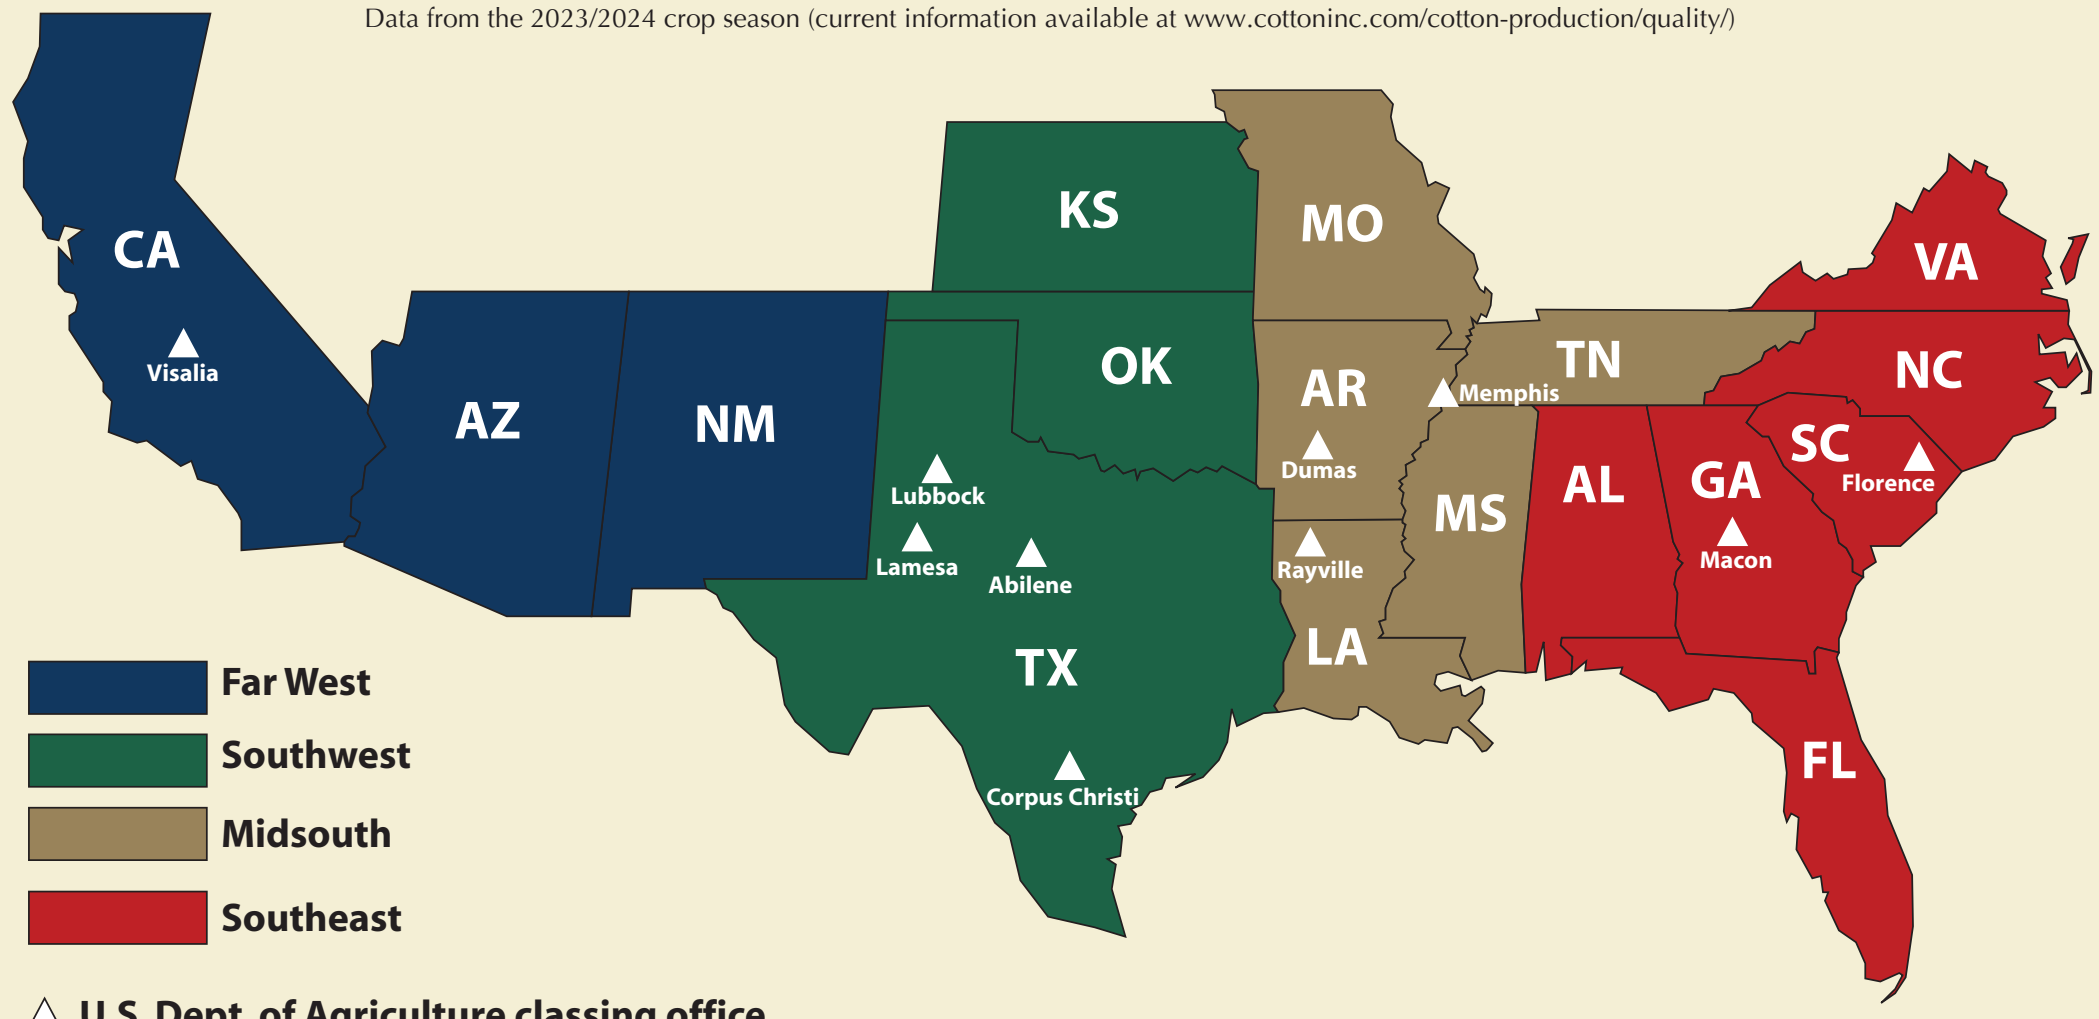 Data from the 2023/2024 crop season (current information available at www.cottoninc.com/cotton-production/quality/)
KS
MO
VA
CA
Visalia
AZ
NM
OK
AR
Memphis
TN
NC
Lubbock
Dumas
SC
Florence
Lamesa
Abilene
MS
AL
GA
Macon
Rayville
TX
LA
FL
Corpus Christi
Far West
Southwest
Midsouth
Southeast
U.S. Dept. of Agriculture classing office